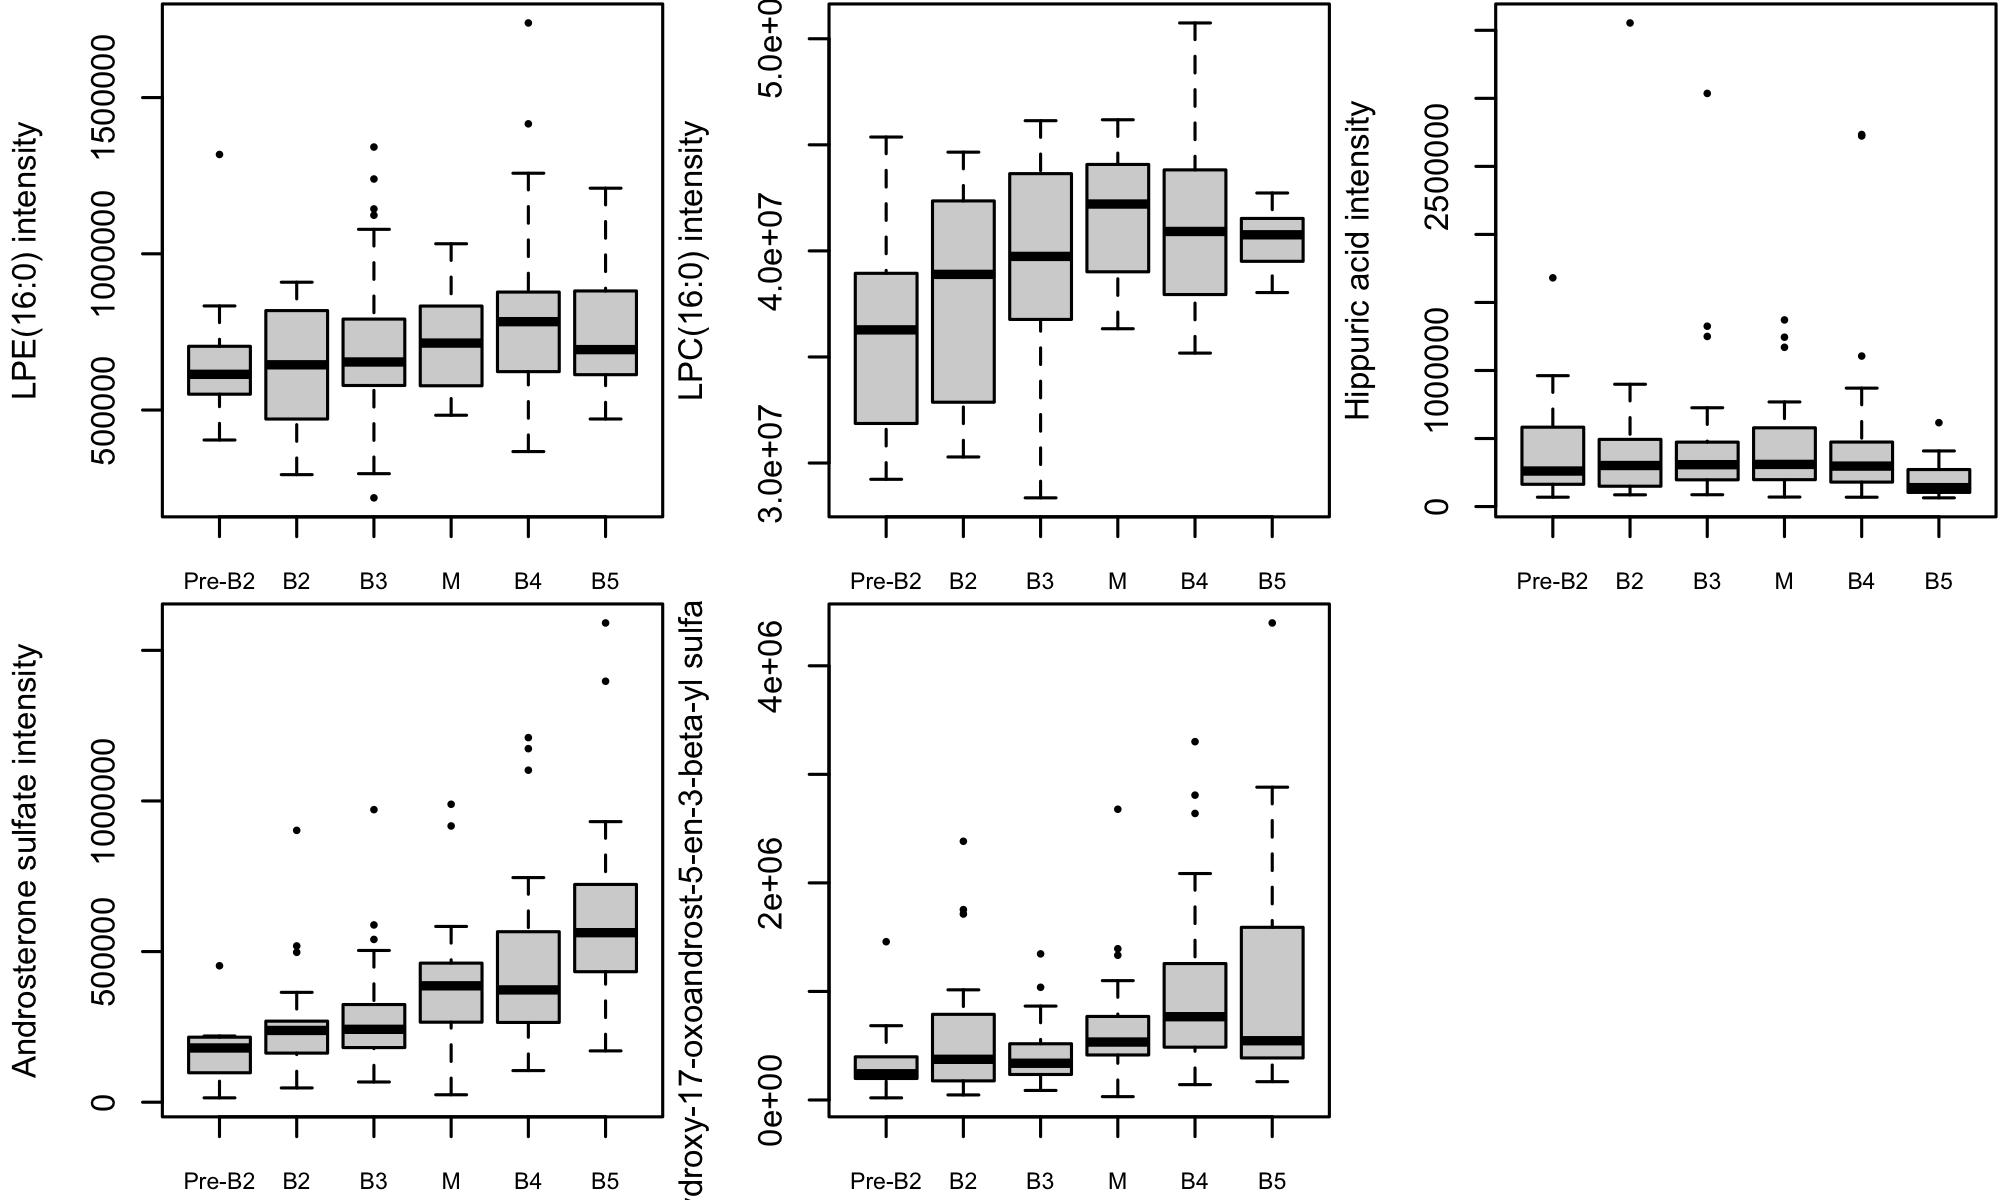 LPE(16:0) intensity
500000 1000000 1500000
Pre-B2 B2 B3 M B4 B5
LPC(16:0) intensity
3.0e+07 4.0e+07 5.0e+0
Pre-B2 B2 B3 M B4 B5
Hippuric acid intensity
0 1000000 2500000
Pre-B2 B2 B3 M B4 B5
Androsterone sulfate intensity
0 500000 1000000
Pre-B2 B2 B3 M B4 B5
droxy-17-oxoandrost-5-en-3-beta-yl sulfa
0e+00 2e+06 4e+06
Pre-B2 B2 B3 M B4 B5